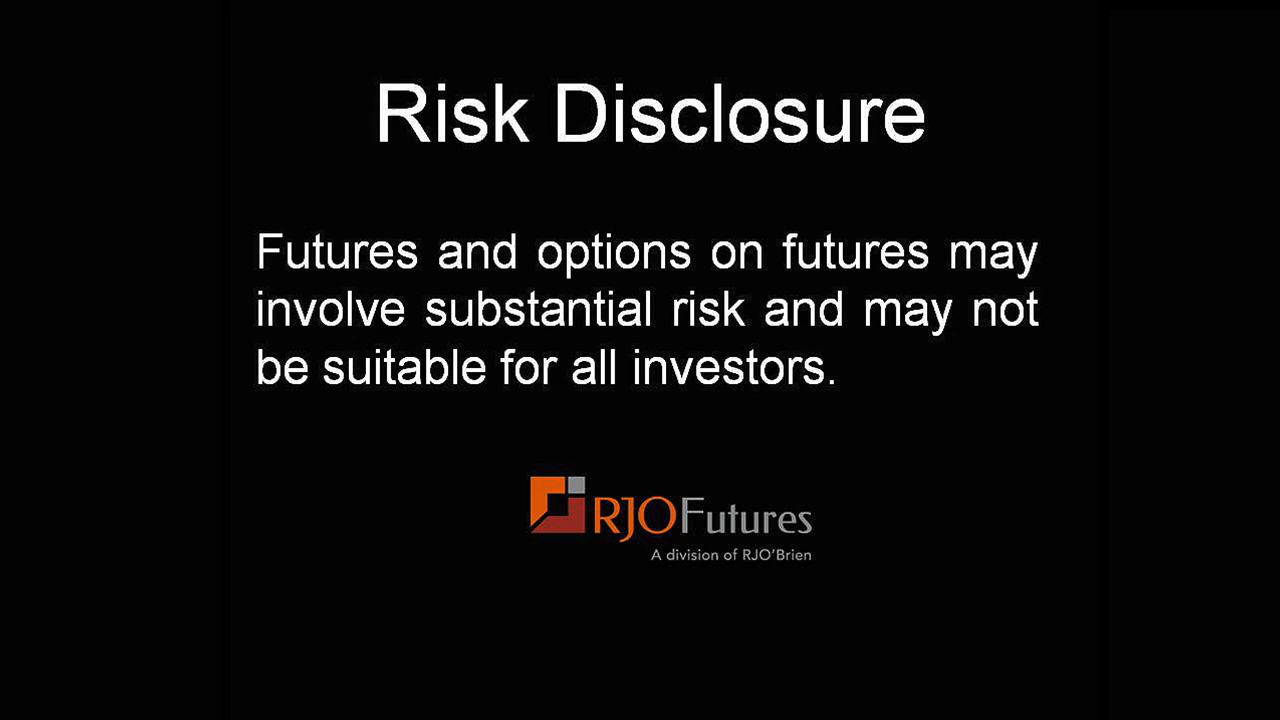 Risk Disclosure
Futures and options on futures may
involve substantial risk and may not
be suitable for all investors.
RJOFutures
A division of RJO'Brien